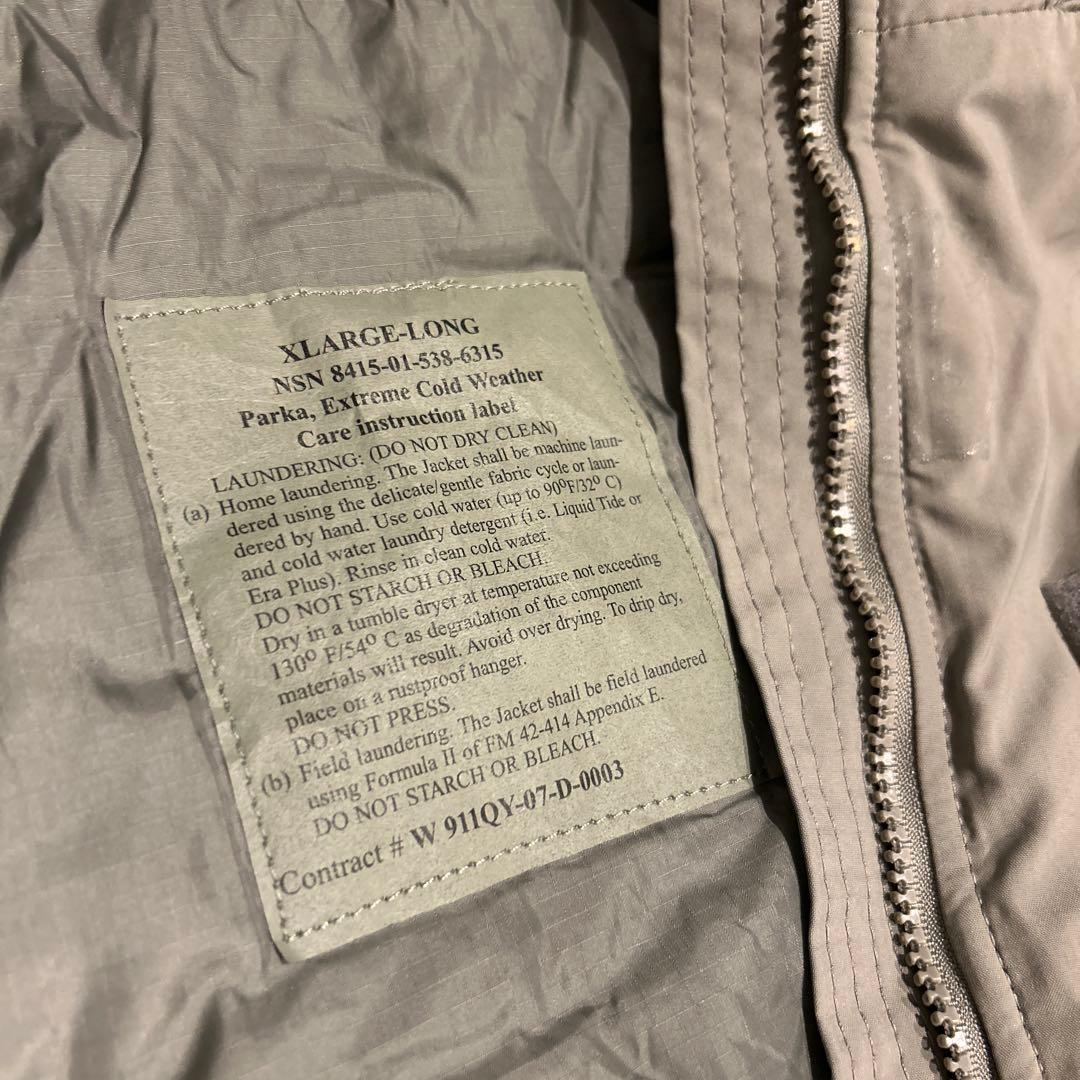 XLARGE-LONG
NSN 8415-01-538-6315
Parka, Extreme Cold Weather
Care instruction label
LAUNDERING: (DO NOT DRY CLEAN)
(a) Home laundering. The Jacket shall be machine laun-
dered using the delicate/gentle fabric cycle or laun-
dered by hand. Use cold water (up to 90⁰F/32⁰ C)
and cold water laundry detergent (i.e. Liquid Tide or
Era Plus). Rinse in clean cold water.
DO NOT STARCH OR BLEACH.
Dry in a tumble dryer at temperature not exceeding
130⁰ F/54⁰ C as degradation of the component
materials will result. Avoid over drying. To drip dry,
place on a rustproof hanger.
DO NOT PRESS.
(b) Field laundering. The Jacket shall be field laundered
using Formula II of FM 42-414 Appendix E.
DO NOT STARCH OR BLEACH.
Contract # W 911QY-07-D-0003